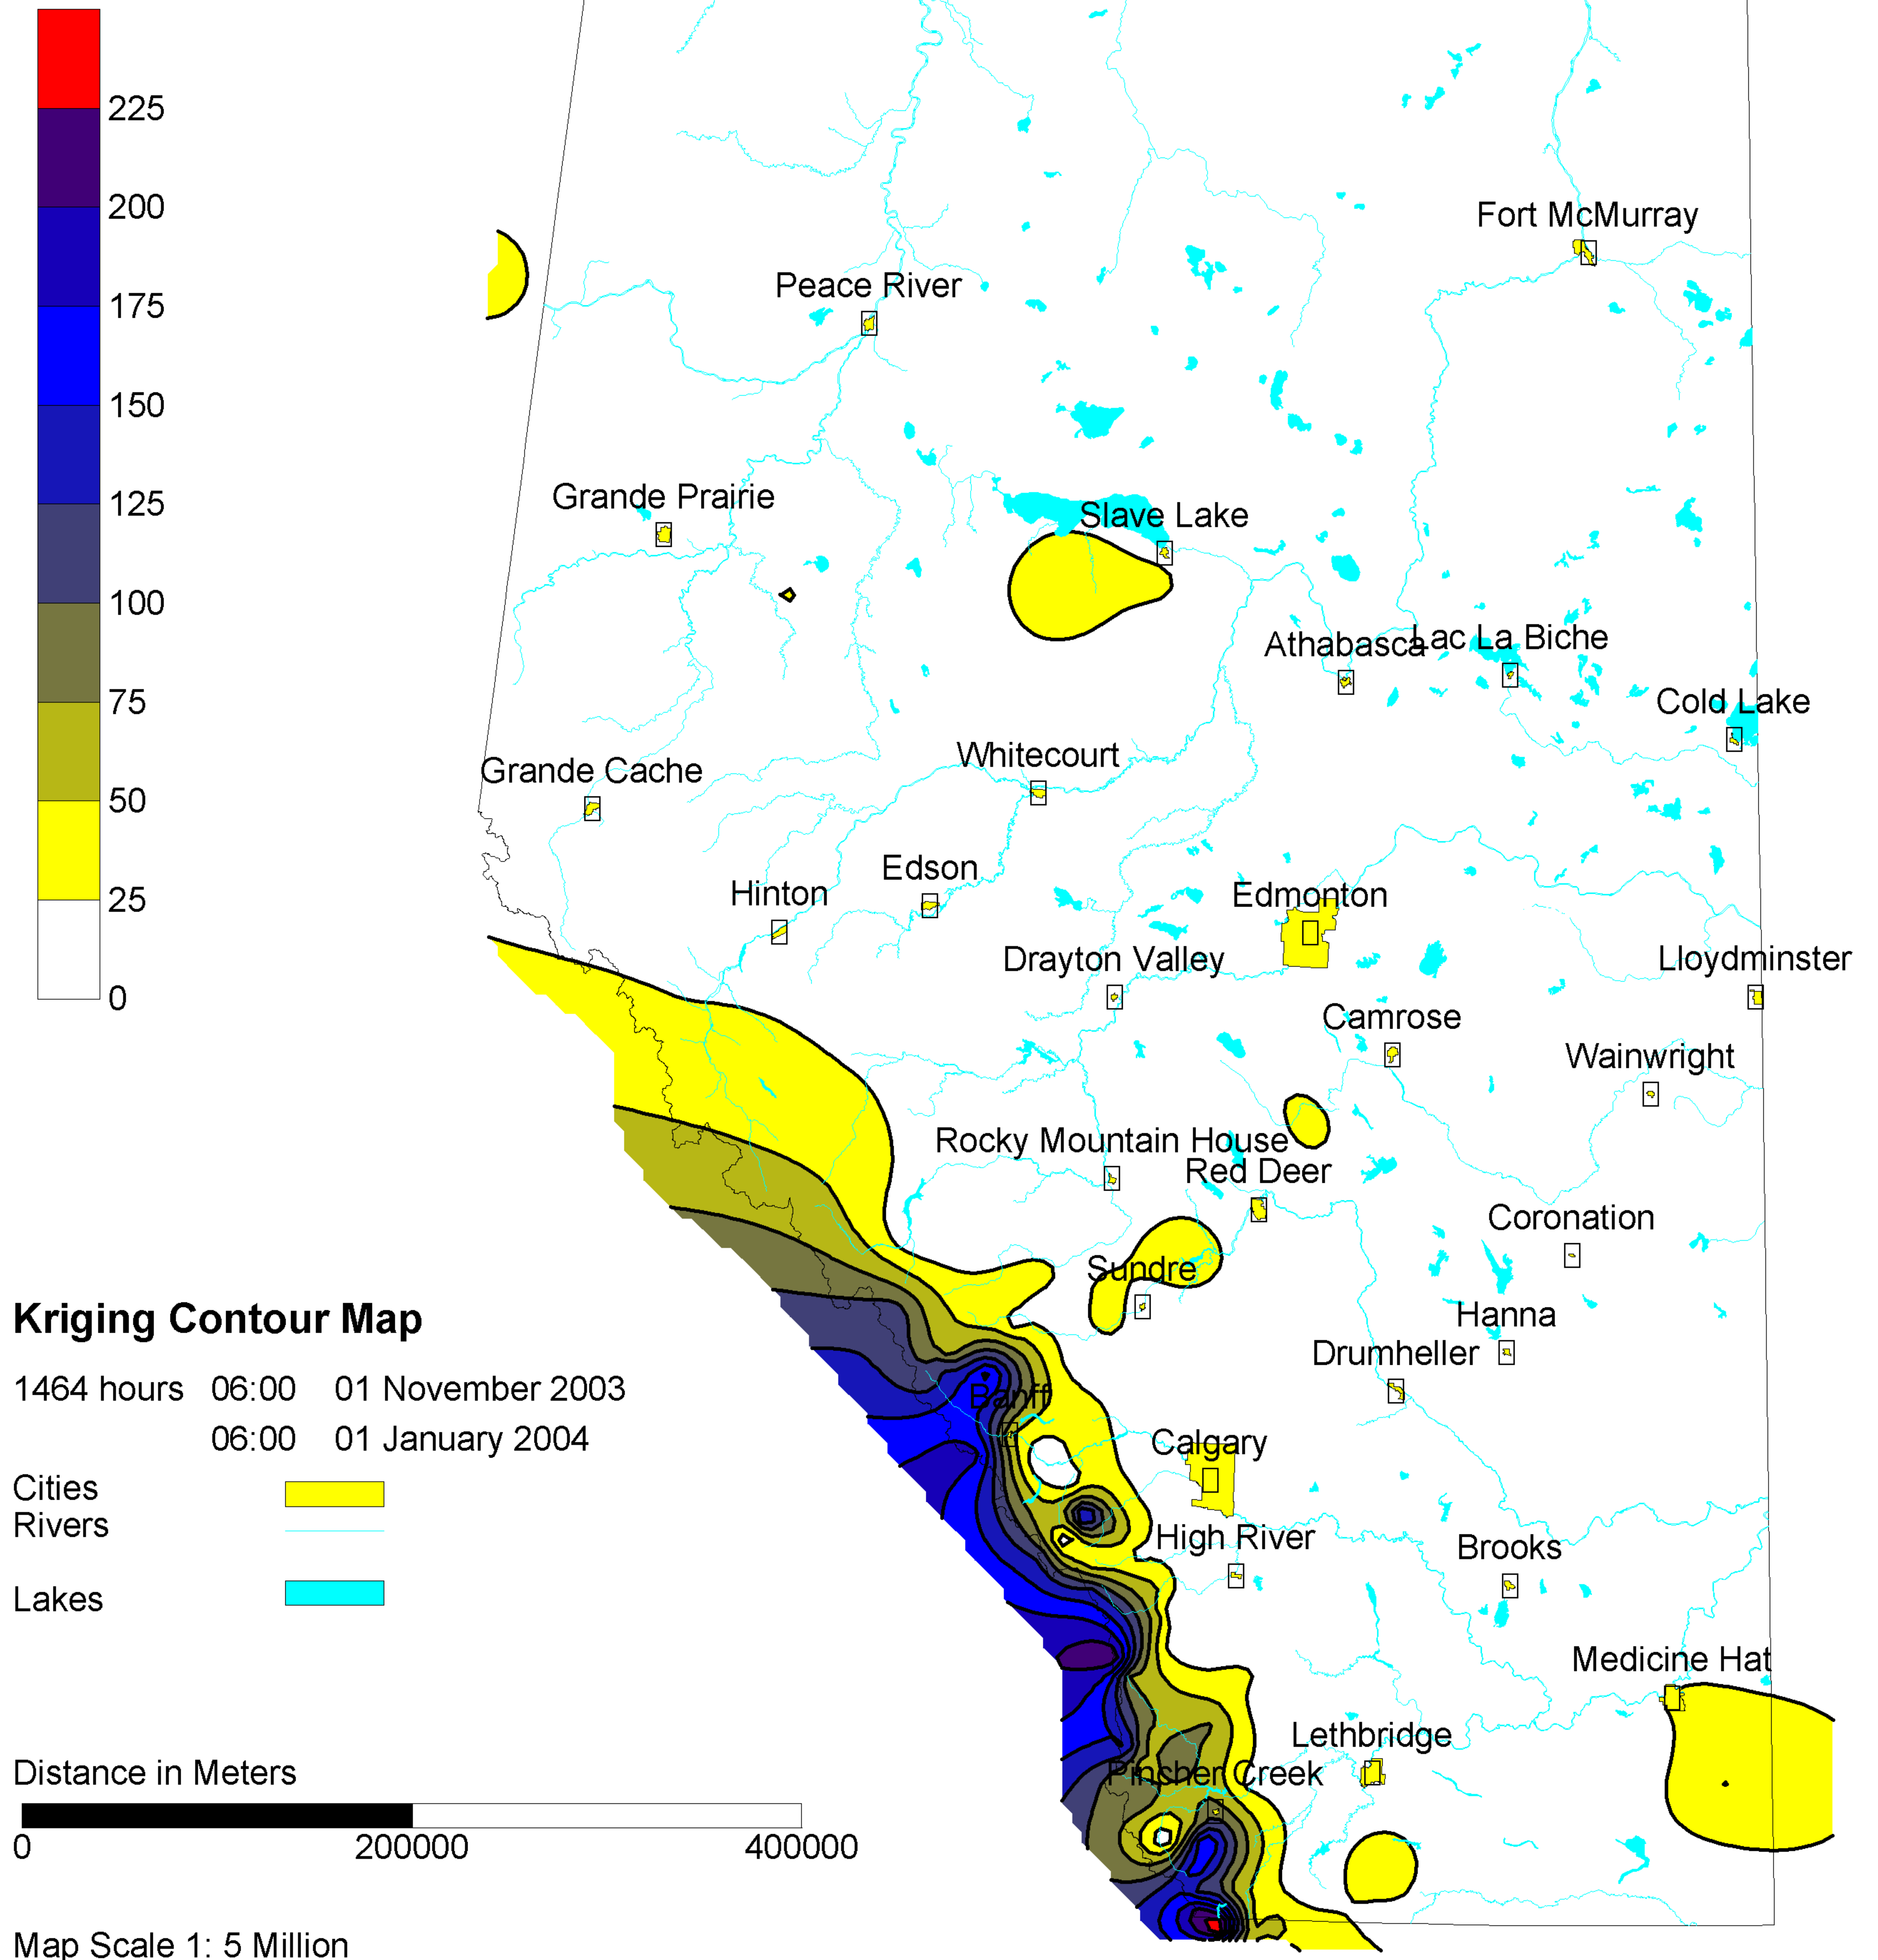 225
200
175
150
125
100
75
50
25
0
Fort McMurray
Peace River
Grande Prairie
Slave Lake
Athabasca
Lac La Biche
Cold Lake
Whitecourt
Grande Cache
Edson
Hinton
Edmonton
Drayton Valley
Lloydminster
Camrose
Wainwright
Rocky Mountain House
Red Deer
Coronation
Sundre
Hanna
Drumheller
Banff
Calgary
High River
Brooks
Medicine Hat
Lethbridge
Pincher Creek
Kriging Contour Map
1464 hours 06:00 01 November 2003
06:00 01 January 2004
Cities
Rivers
Lakes
Distance in Meters
0 200000 400000
Map Scale 1: 5 Million